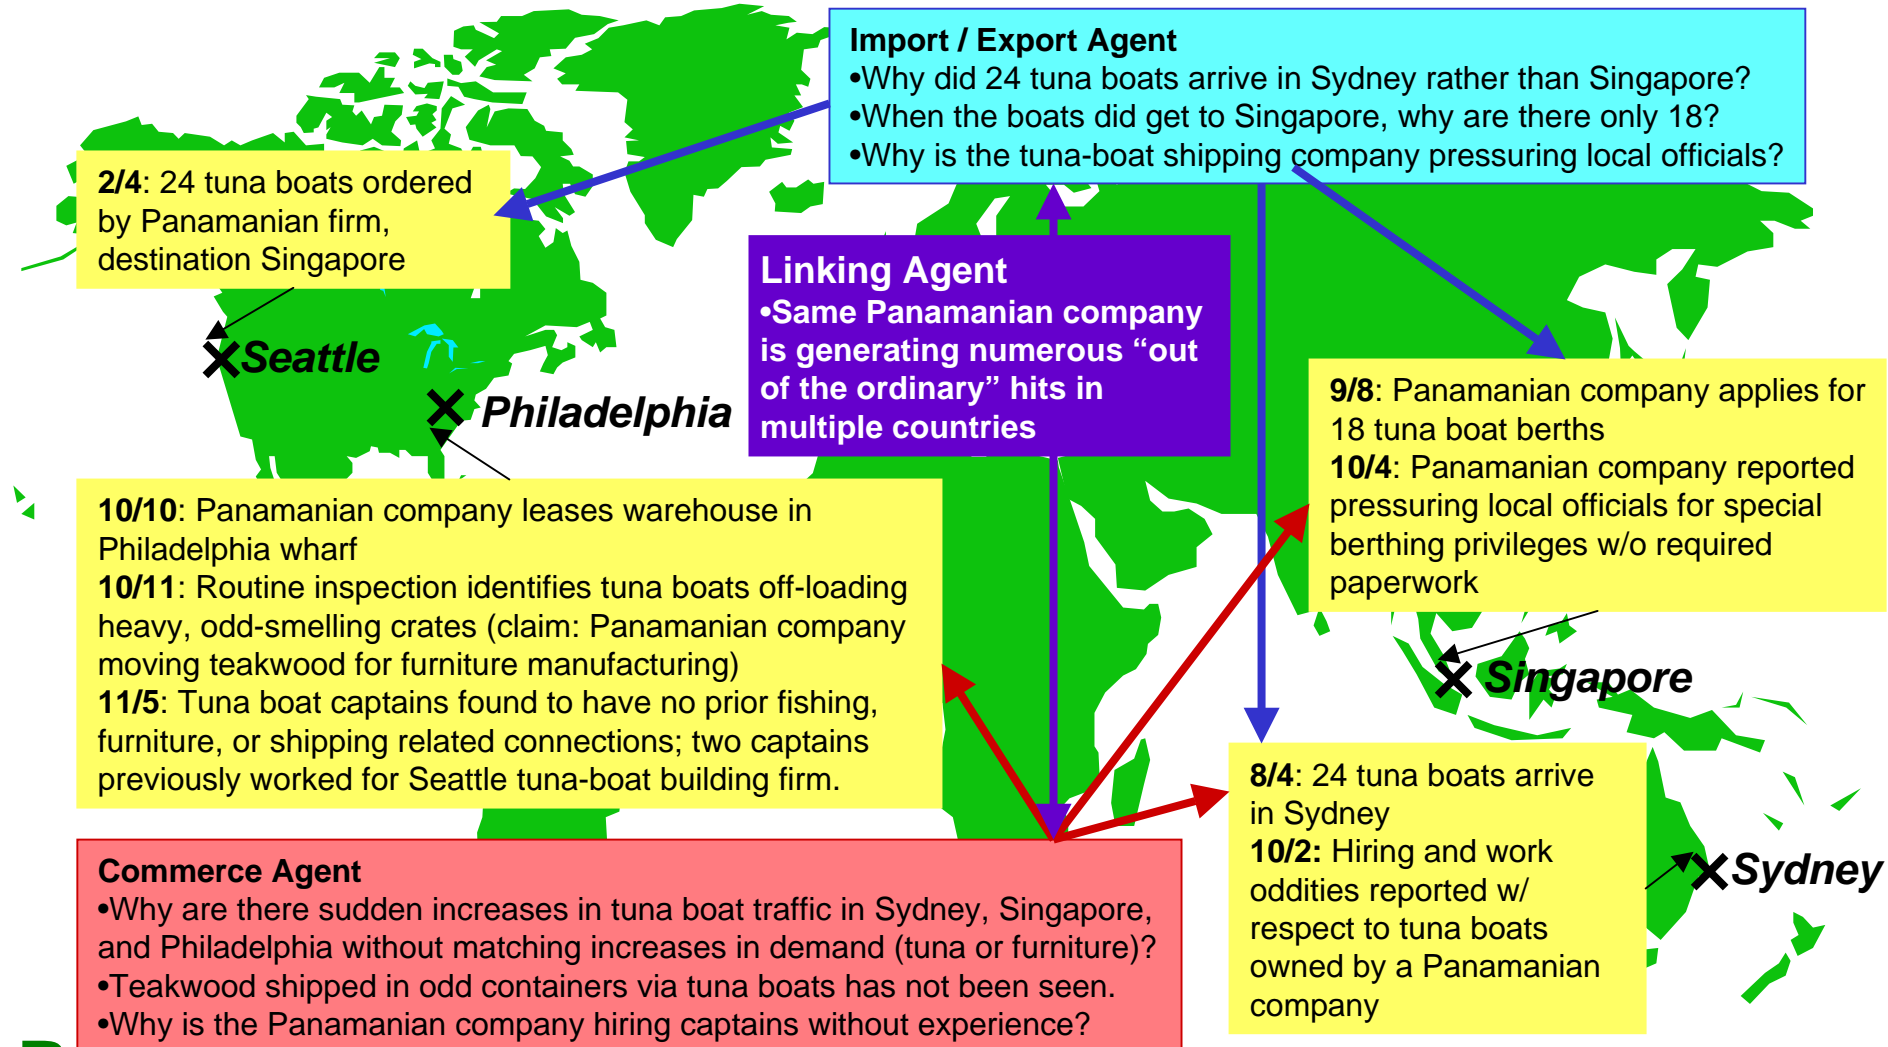 Import / Export Agent
•Why did 24 tuna boats arrive in Sydney rather than Singapore?
•When the boats did get to Singapore, why are there only 18?
•Why is the tuna-boat shipping company pressuring local officials?
2/4: 24 tuna boats ordered
by Panamanian firm,
destination Singapore
Linking Agent
•Same Panamanian company
is generating numerous “out
of the ordinary” hits in
multiple countries
Seattle
Philadelphia
9/8: Panamanian company applies for
18 tuna boat berths
10/4: Panamanian company reported
pressuring local officials for special
berthing privileges w/o required
paperwork
10/10: Panamanian company leases warehouse in
Philadelphia wharf
10/11: Routine inspection identifies tuna boats off-loading
heavy, odd-smelling crates (claim: Panamanian company
moving teakwood for furniture manufacturing)
11/5: Tuna boat captains found to have no prior fishing,
furniture, or shipping related connections; two captains
previously worked for Seattle tuna-boat building firm.
Singapore
8/4: 24 tuna boats arrive
in Sydney
10/2: Hiring and work
oddities reported w/
respect to tuna boats
owned by a Panamanian
company
Sydney
Commerce Agent
•Why are there sudden increases in tuna boat traffic in Sydney, Singapore,
and Philadelphia without matching increases in demand (tuna or furniture)?
•Teakwood shipped in odd containers via tuna boats has not been seen.
•Why is the Panamanian company hiring captains without experience?